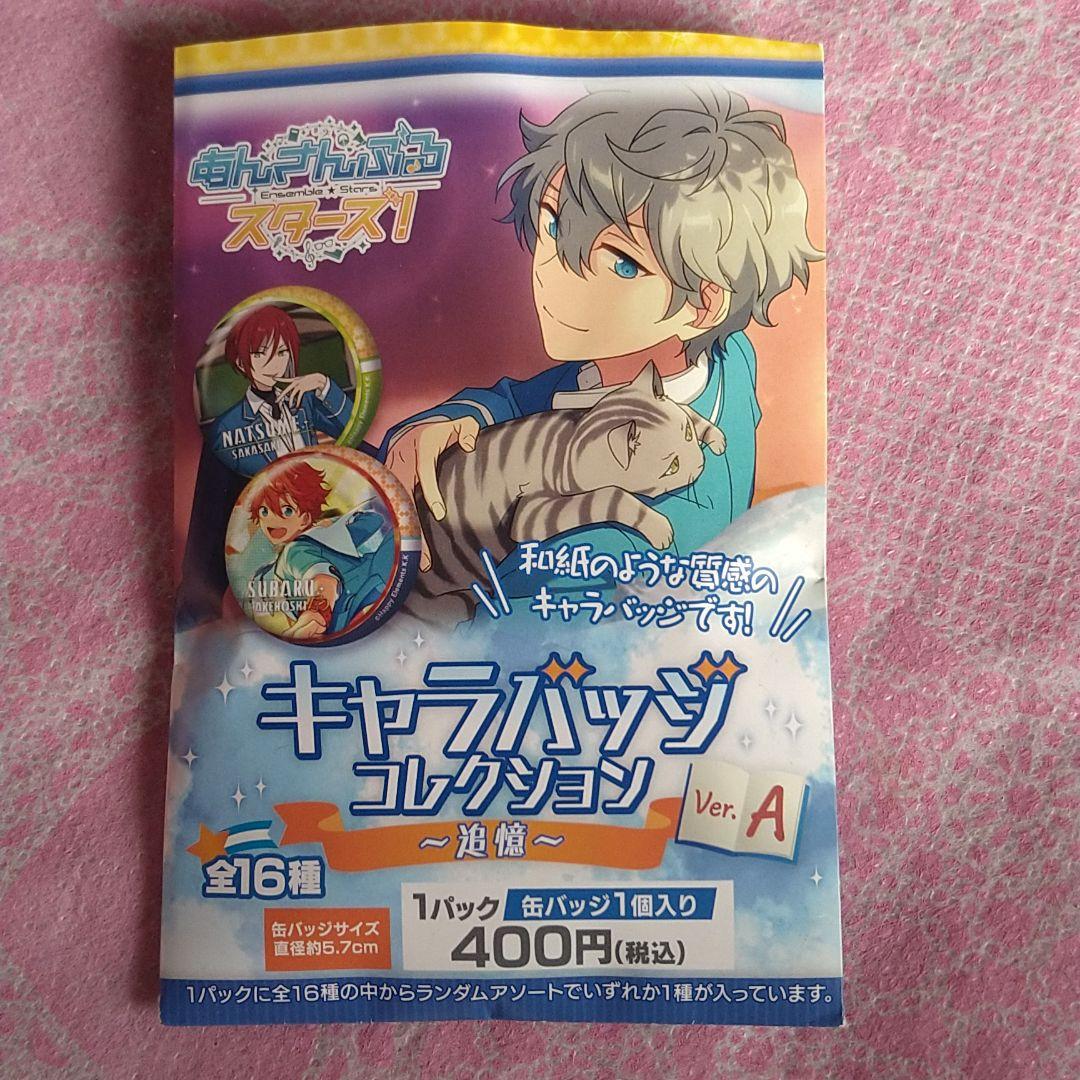 あんさんぶる
Ensemble ★ Stars
スターズ!
NATSUME
SAKASAKI
©Happy Elements K.K
SUBARU
AKEHOSHI
©Happy Elements K.K
和紙のような質感の
キャラバッジです!
キャラバッジ
コレクション
Ver. A
～追憶～
全16種
缶バッジサイズ
直径約5.7cm
1パック 缶バッジ1個入り
400円(税込)
1パックに全16種の中からランダムアソートでいずれか1種が入っています。